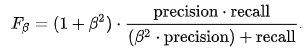 F_β = (1 + β²) · (precision · recall) / ((β² · precision) + recall).